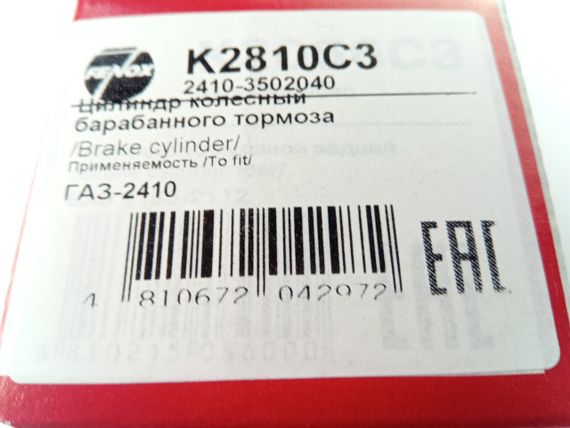 FENOX
K2810C3
2410-3502040
Цилиндр колесный
барабанного тормоза
/Brake cylinder/
Применяемость /To fit/
ГАЗ-2410
EAC
4 810672 042972